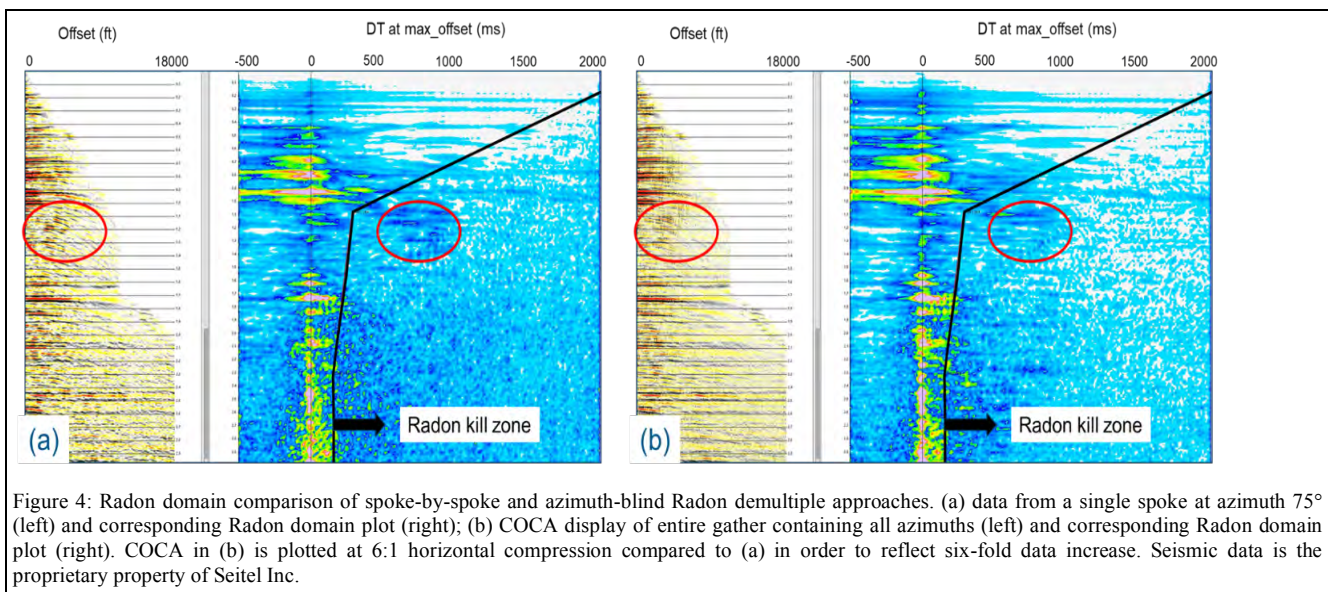 Offset (ft)
DT at max_offset (ms)
Offset (ft)
DT at max_offset (ms)
0 18000 -500 0 500 1000 1500 2000 0 18000 -500 0 500 1000 1500 2000
Radon kill zone
Radon kill zone
(a)
(b)
Figure 4: Radon domain comparison of spoke-by-spoke and azimuth-blind Radon demultiple approaches. (a) data from a single spoke at azimuth 75°
(left) and corresponding Radon domain plot (right); (b) COCA display of entire gather containing all azimuths (left) and corresponding Radon domain
plot (right). COCA in (b) is plotted at 6:1 horizontal compression compared to (a) in order to reflect six-fold data increase. Seismic data is the
proprietary property of Seitel Inc.